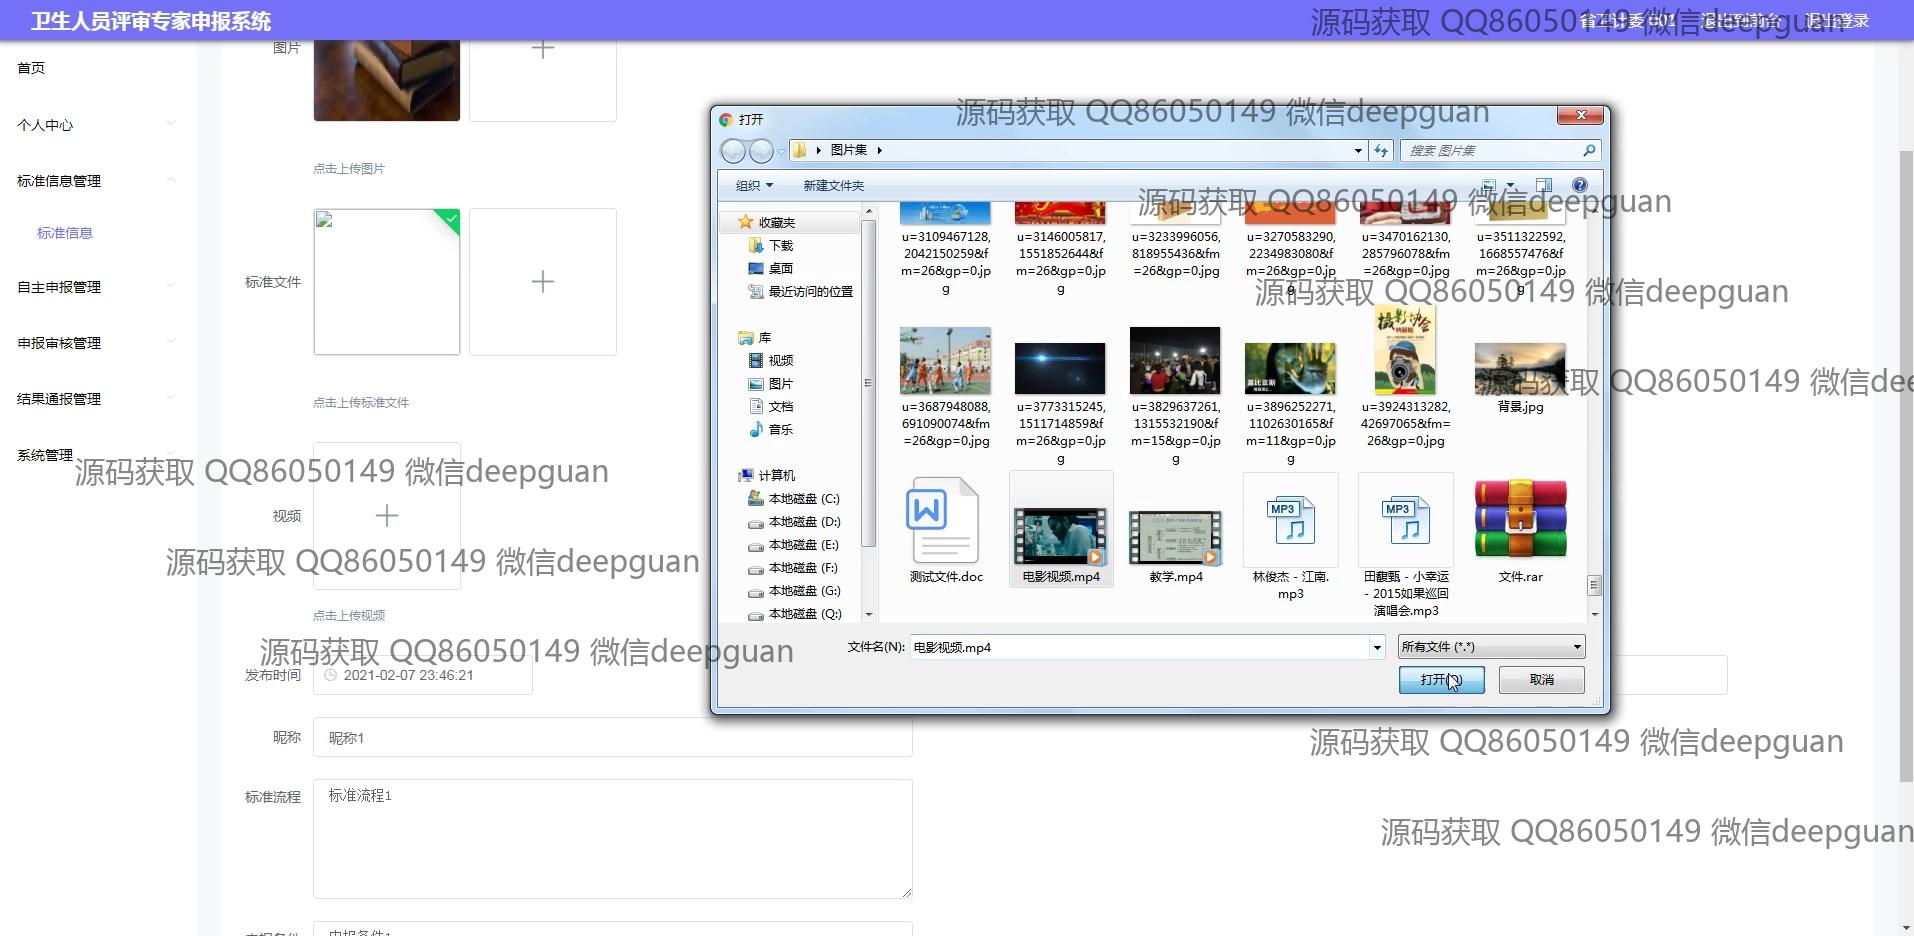 卫生人员评审专家申报系统
源码获取 QQ86050149 微信deepguan
退出登录
首页
个人中心
标准信息管理
标准信息
自主申报管理
申报审核管理
结果通报管理
系统管理
图片
点击上传图片
标准文件
点击上传标准文件
视频
点击上传视频
发布时间
2021-02-07 23:46:21
昵称
昵称1
标准流程
标准流程1
打开
源码获取 QQ86050149 微信deepguan
图片集
搜索 图片集
组织
新建文件夹
源码获取 QQ86050149 微信deepguan
收藏夹
下载
桌面
最近访问的位置
库
视频
图片
文档
音乐
计算机
本地磁盘 (C:)
本地磁盘 (D:)
本地磁盘 (E:)
本地磁盘 (F:)
本地磁盘 (G:)
本地磁盘 (Q:)
u=3109467128,
2042150259&f
m=26&gp=0.jp
g
u=3146005817,
1551852644&f
m=26&gp=0.jp
g
u=3233996056,
818955436&fm
=26&gp=0.jpg
u=3270583290,
2234983080&f
m=26&gp=0.jp
g
u=3470162130,
285796078&fm
=26&gp=0.jpg
u=3511322592,
1668557476&f
m=26&gp=0.jp
g
源码获取 QQ86050149 微信deepguan
摄影协会
u=3687948088,
691090074&fm
=26&gp=0.jpg
u=3773315245,
1511714859&f
m=26&gp=0.jp
g
u=3829637261,
1315532190&f
m=15&gp=0.jp
g
u=3896252271,
1102630165&f
m=11&gp=0.jp
g
u=3924313282,
42697065&fm=
26&gp=0.jpg
背景.jpg
源码获取 QQ86050149 微信dee
W
MP3
MP3
测试文件.doc
电影视频.mp4
教学.mp4
林俊杰 - 江南.
mp3
田馥甄 - 小幸运
- 2015如果巡回
演唱会.mp3
文件.rar
源码获取 QQ86050149 微信deepguan
源码获取 QQ86050149 微信deepguan
源码获取 QQ86050149 微信deepguan
文件名(N):
电影视频.mp4
所有文件 (*.*)
打开(O)
取消
源码获取 QQ86050149 微信deepguan
源码获取 QQ86050149 微信deepguan